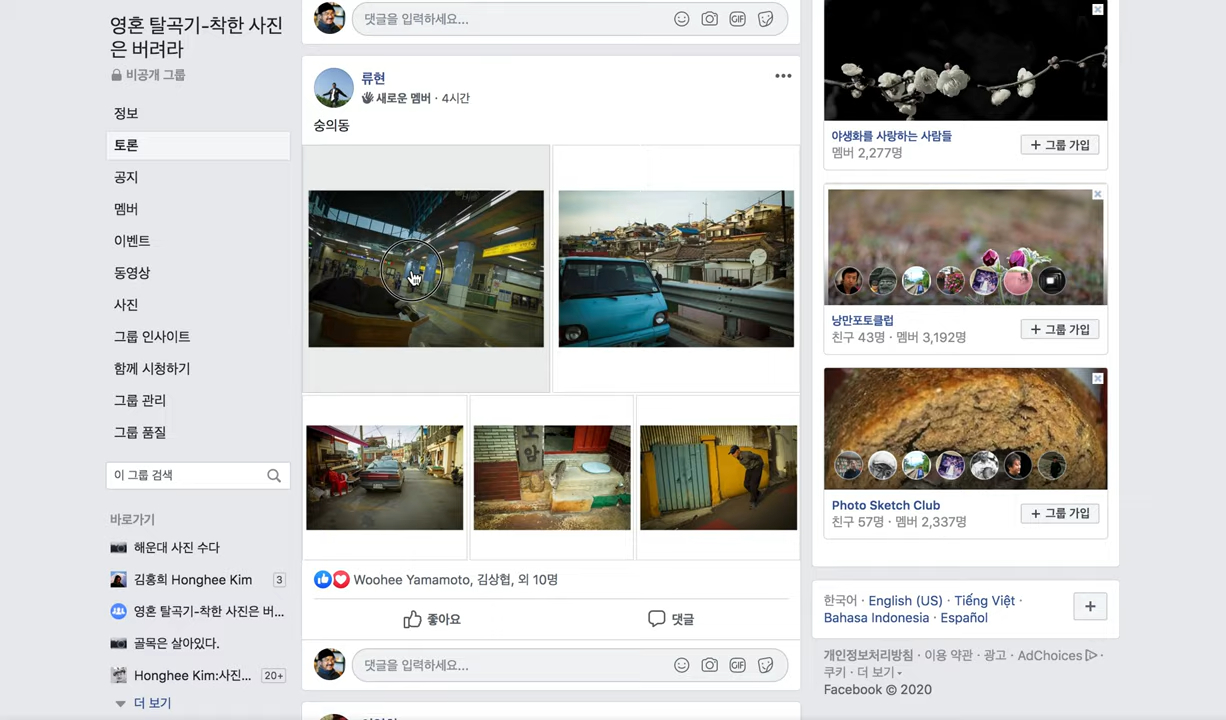 영혼 탈곡기-착한 사진
은 버려라
비공개 그룹
정보
토론
공지
멤버
이벤트
동영상
사진
그룹 인사이트
함께 시청하기
그룹 관리
그룹 품질
이 그룹 검색
바로가기
해운대 사진 수다
김홍희 Honghee Kim 3
영혼 탈곡기-착한 사진은 버...
골목은 살아있다.
Honghee Kim:사진... 20+
더 보기
댓글을 입력하세요...
GIF
류현
새로운 멤버 · 4시간
숭의동
Woohee Yamamoto, 김상협, 외 10명
좋아요
댓글
댓글을 입력하세요...
GIF
야생화를 사랑하는 사람들
멤버 2,277명
+ 그룹 가입
낭만포토클럽
친구 43명 · 멤버 3,192명
+ 그룹 가입
Photo Sketch Club
친구 57명 · 멤버 2,337명
+ 그룹 가입
한국어 · English (US) · Tiếng Việt ·
Bahasa Indonesia · Español
개인정보처리방침 · 이용 약관 · 광고 · AdChoices ·
쿠키 · 더 보기
Facebook © 2020